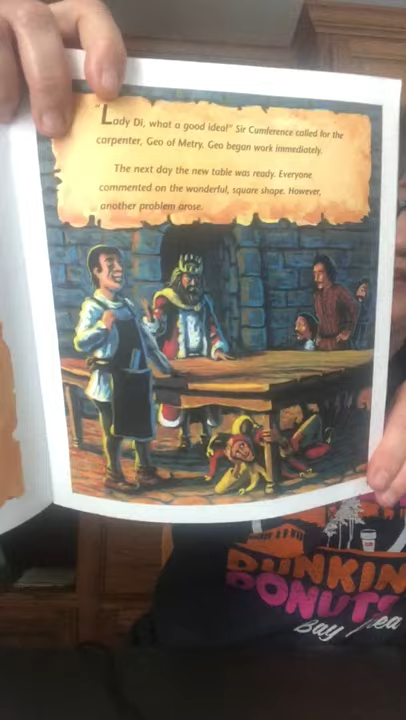 "Lady Di, what a good idea!" Sir Cumference called for the
carpenter, Geo of Metry. Geo began work immediately.
The next day the new table was ready. Everyone
commented on the wonderful, square shape. However,
another problem arose.
DUNKIN'
DONUTS
Bay